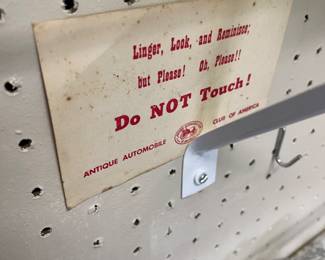 Linger, Look, and Reminisce;
but Please! Oh, Please!!
Do NOT Touch!
ANTIQUE AUTOMOBILE CLUB OF AMERICA